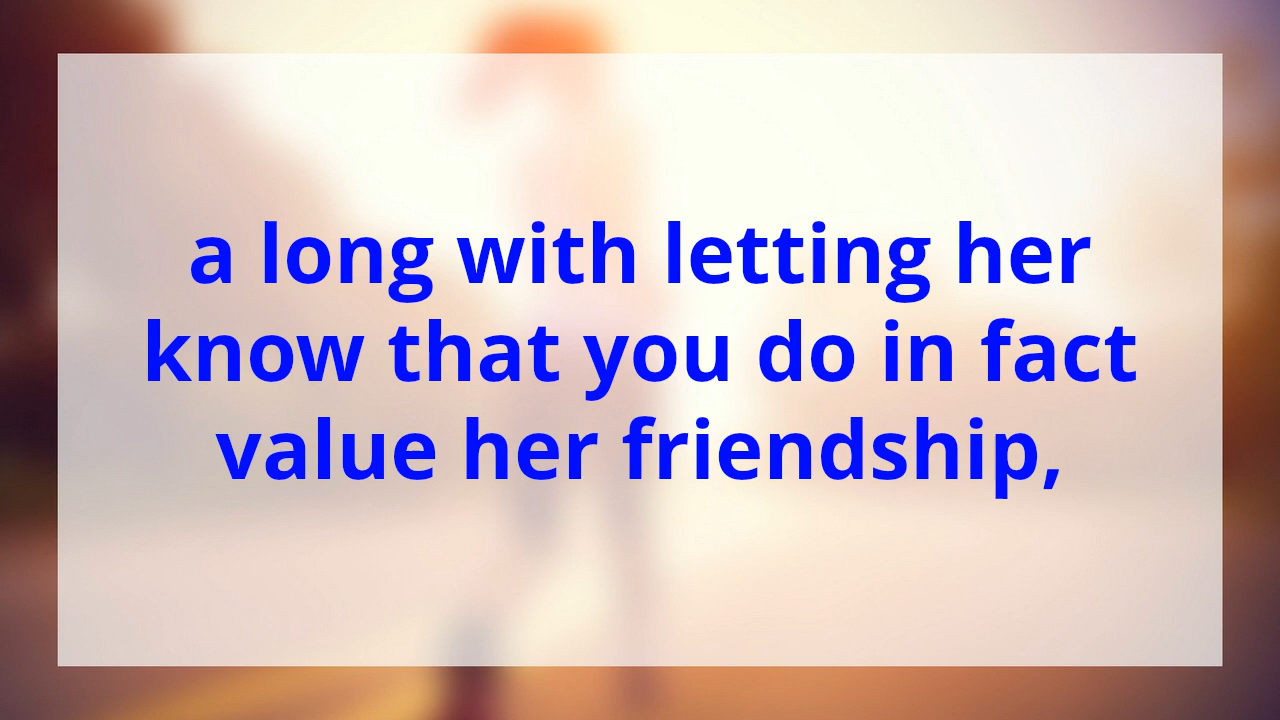 a long with letting her
know that you do in fact
value her friendship,